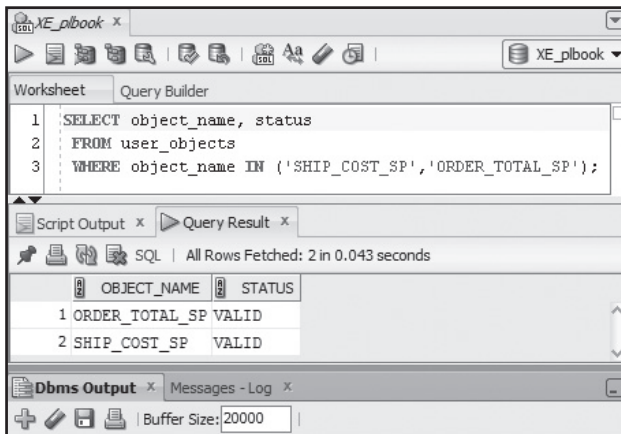 XE_plbook x
SQL
XE_plbook
Worksheet Query Builder
1 SELECT object_name, status
2 FROM user_objects
3 WHERE object_name IN ('SHIP_COST_SP','ORDER_TOTAL_SP');
Script Output x Query Result x
SQL | All Rows Fetched: 2 in 0.043 seconds
OBJECT_NAME STATUS
1 ORDER_TOTAL_SP VALID
2 SHIP_COST_SP VALID
Dbms Output x Messages - Log x
Buffer Size: 20000